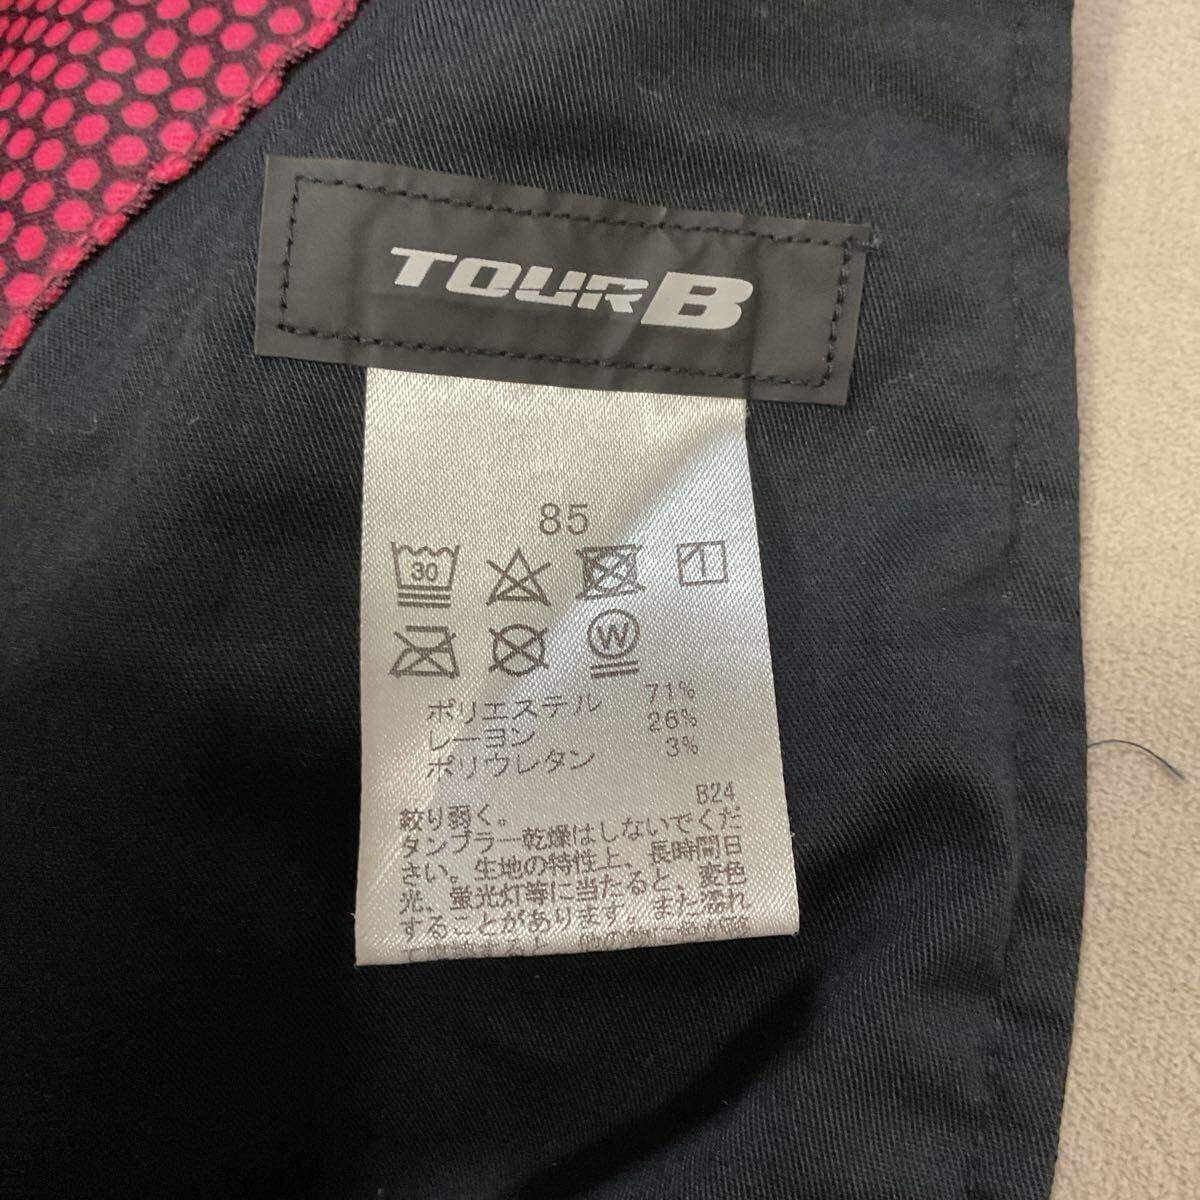 TOURB
85
30
W
ポリエステル 71%
レーヨン 26%
ポリウレタン 3%
B24
絞り弱く。
タンブラー乾燥はしないでくだ
さい。生地の特性上、長時間日
光、蛍光灯等に当たると、変色
することがあります。また濡れ